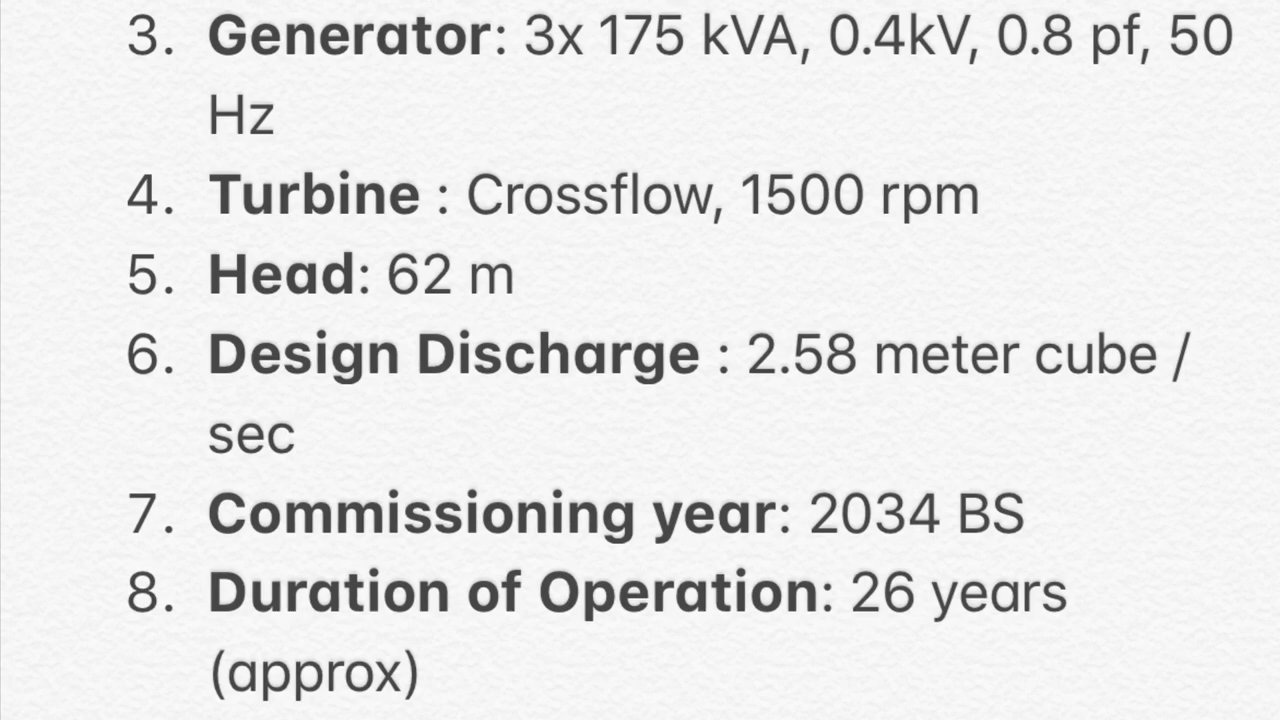 3. Generator: 3x 175 kVA, 0.4kV, 0.8 pf, 50
Hz
4. Turbine : Crossflow, 1500 rpm
5. Head: 62 m
6. Design Discharge : 2.58 meter cube /
sec
7. Commissioning year: 2034 BS
8. Duration of Operation: 26 years
(approx)